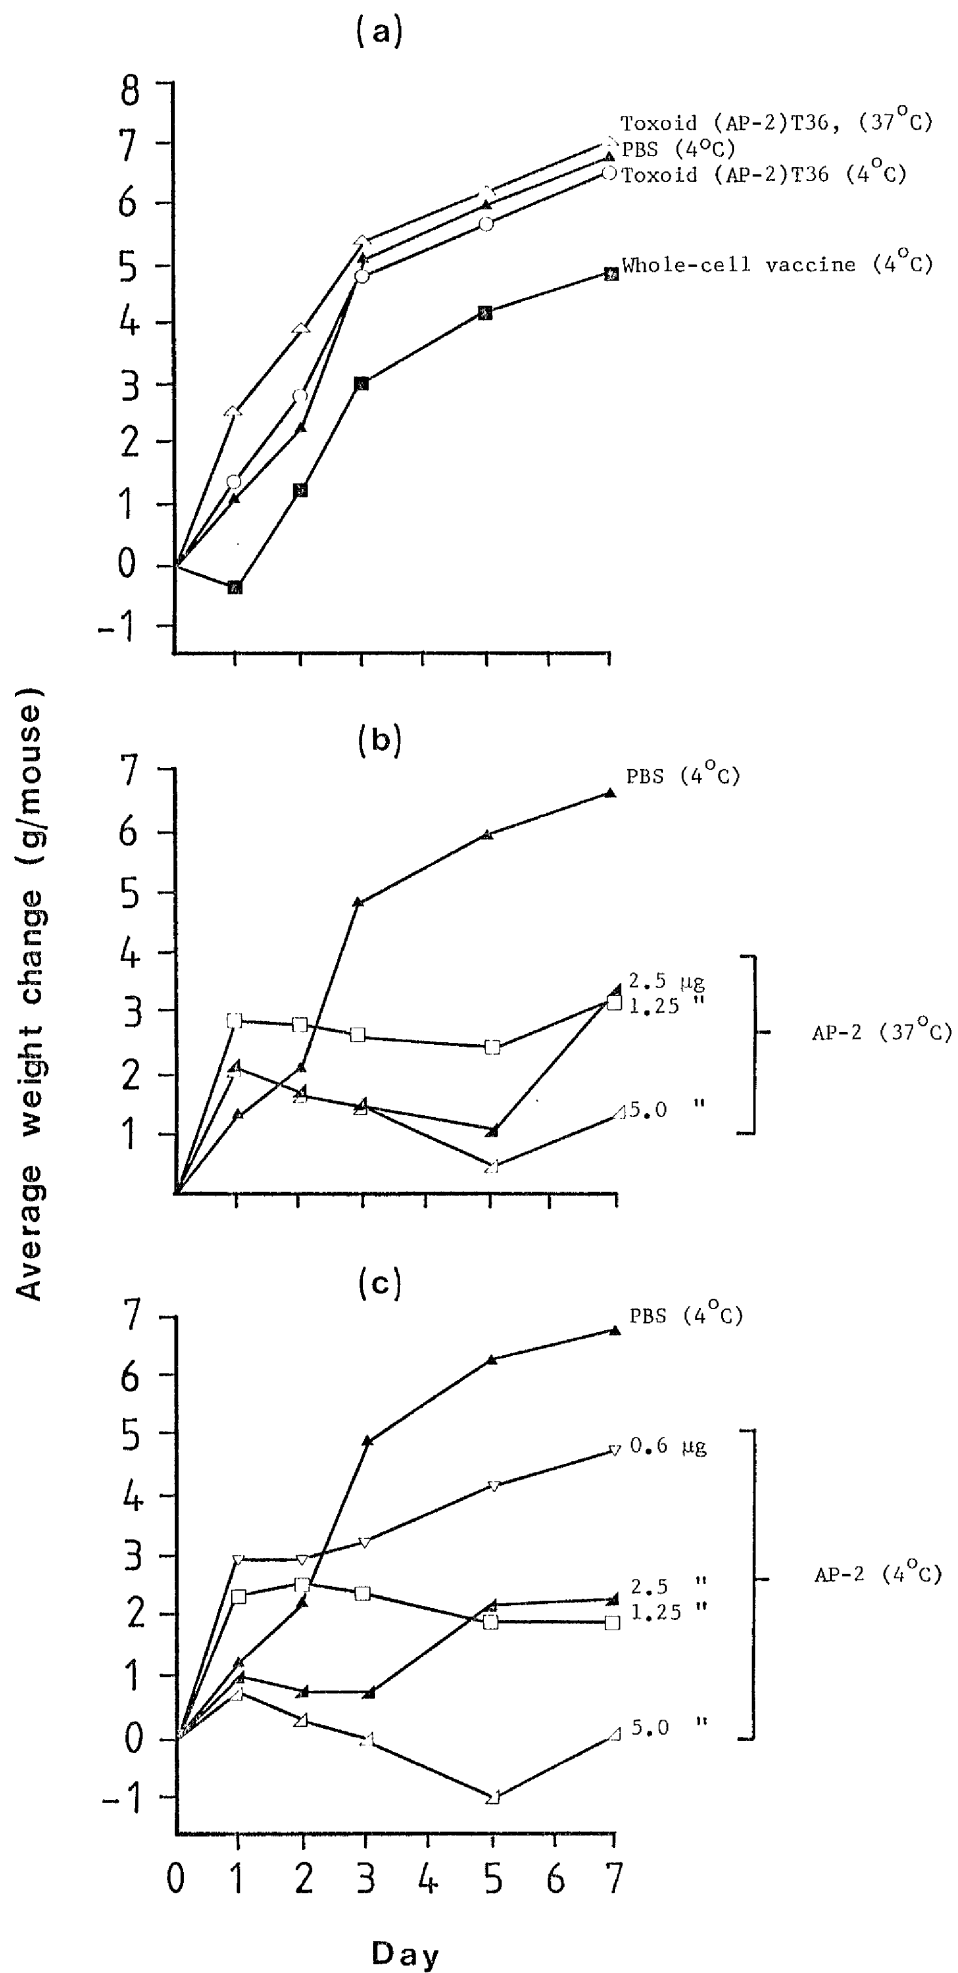 (a)
8
7
6
5
4
3
2
1
0
-1
Toxoid (AP-2)T36, (37°C)
PBS (4°C)
Toxoid (AP-2)T36 (4°C)
Whole-cell vaccine (4°C)
Average weight change (g/mouse)
(b)
7
6
5
4
3
2
1
PBS (4°C)
2.5 µg
1.25 "
5.0 "
AP-2 (37°C)
(c)
7
6
5
4
3
2
1
0
-1
PBS (4°C)
0.6 µg
2.5 "
1.25 "
5.0 "
AP-2 (4°C)
0 1 2 3 4 5 6 7
Day